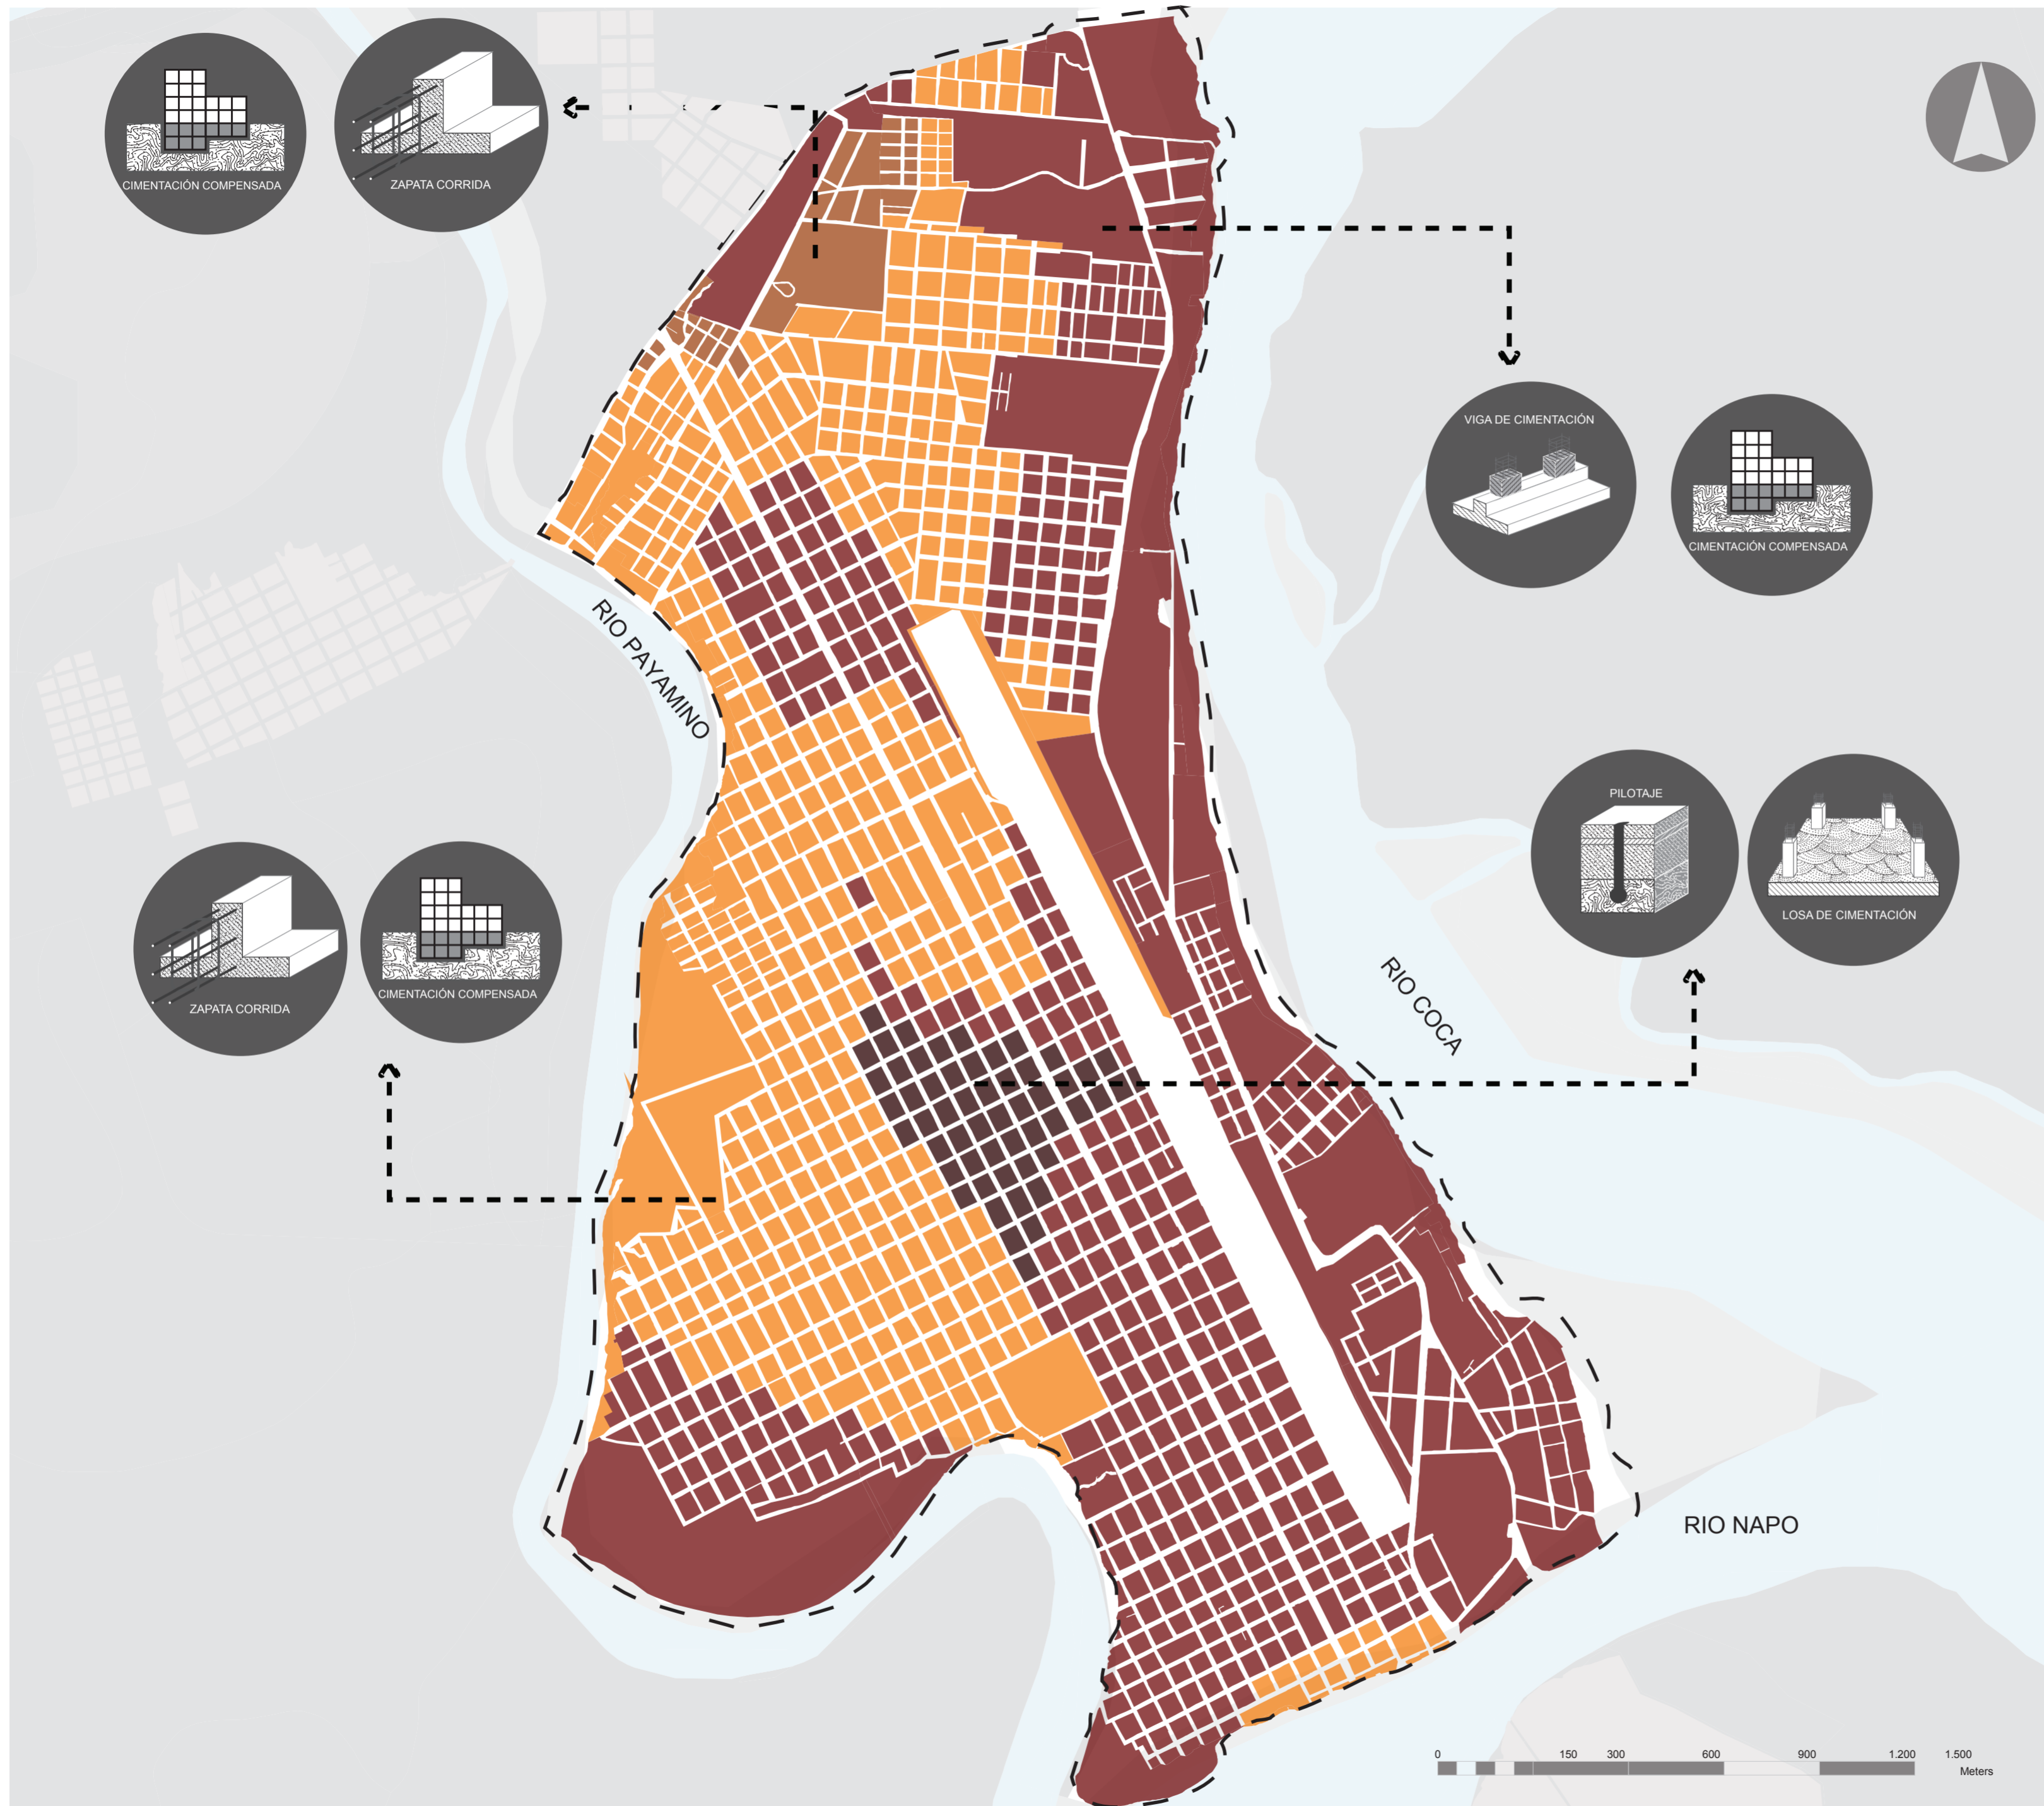 CIMENTACIÓN COMPENSADA
ZAPATA CORRIDA
VIGA DE CIMENTACIÓN
CIMENTACIÓN COMPENSADA
RIO PAYAMINO
PILOTAJE
LOSA DE CIMENTACIÓN
ZAPATA CORRIDA
CIMENTACIÓN COMPENSADA
RIO COCA
RIO NAPO
0 150 300 600 900 1.200 1.500
Meters